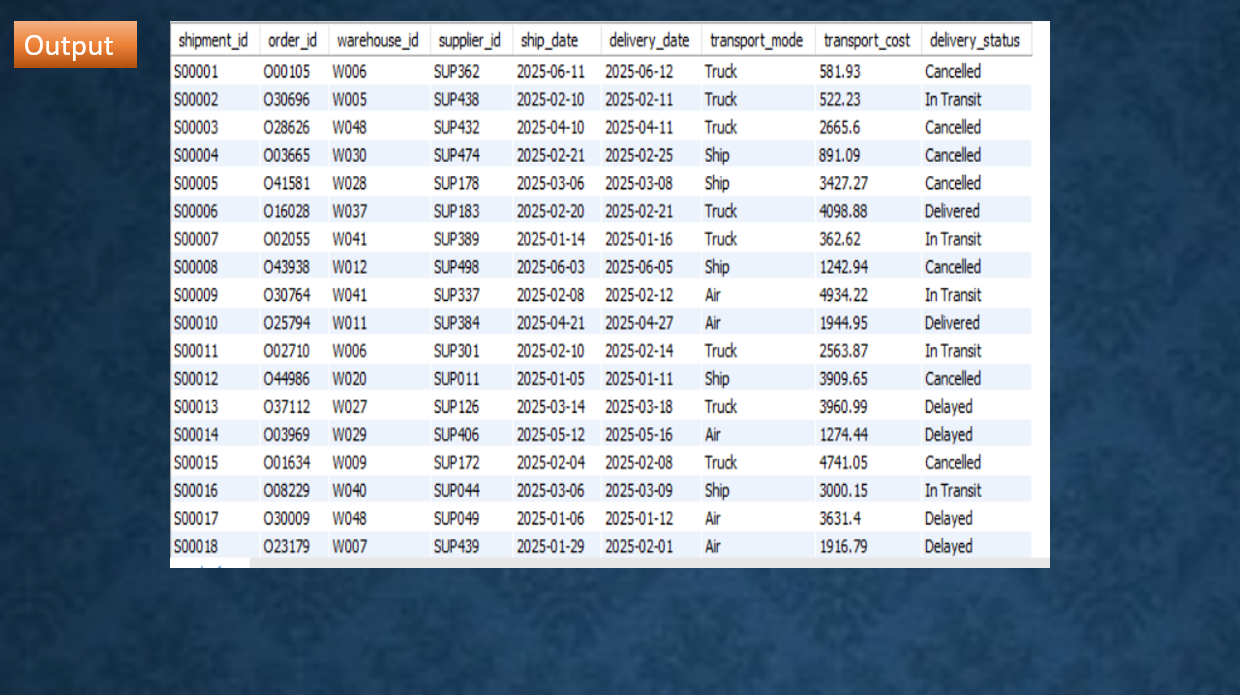 Output
shipment_id order_id warehouse_id supplier_id ship_date delivery_date transport_mode transport_cost delivery_status
S00001 O00105 W006 SUP362 2025-06-11 2025-06-12 Truck 581.93 Cancelled
S00002 O30696 W005 SUP438 2025-02-10 2025-02-11 Truck 522.23 In Transit
S00003 O28626 W048 SUP432 2025-04-10 2025-04-11 Truck 2665.6 Cancelled
S00004 O03665 W030 SUP474 2025-02-21 2025-02-25 Ship 891.09 Cancelled
S00005 O41581 W028 SUP178 2025-03-06 2025-03-08 Ship 3427.27 Cancelled
S00006 O16028 W037 SUP183 2025-02-20 2025-02-21 Truck 4098.88 Delivered
S00007 O02055 W041 SUP389 2025-01-14 2025-01-16 Truck 362.62 In Transit
S00008 O43938 W012 SUP498 2025-06-03 2025-06-05 Ship 1242.94 Cancelled
S00009 O30764 W041 SUP337 2025-02-08 2025-02-12 Air 4934.22 In Transit
S00010 O25794 W011 SUP384 2025-04-21 2025-04-27 Air 1944.95 Delivered
S00011 O02710 W006 SUP301 2025-02-10 2025-02-14 Truck 2563.87 In Transit
S00012 O44986 W020 SUP011 2025-01-05 2025-01-11 Ship 3909.65 Cancelled
S00013 O37112 W027 SUP126 2025-03-14 2025-03-18 Truck 3960.99 Delayed
S00014 O03969 W029 SUP406 2025-05-12 2025-05-16 Air 1274.44 Delayed
S00015 O01634 W009 SUP172 2025-02-04 2025-02-08 Truck 4741.05 Cancelled
S00016 O08229 W040 SUP044 2025-03-06 2025-03-09 Ship 3000.15 In Transit
S00017 O30009 W048 SUP049 2025-01-06 2025-01-12 Air 3631.4 Delayed
S00018 O23179 W007 SUP439 2025-01-29 2025-02-01 Air 1916.79 Delayed